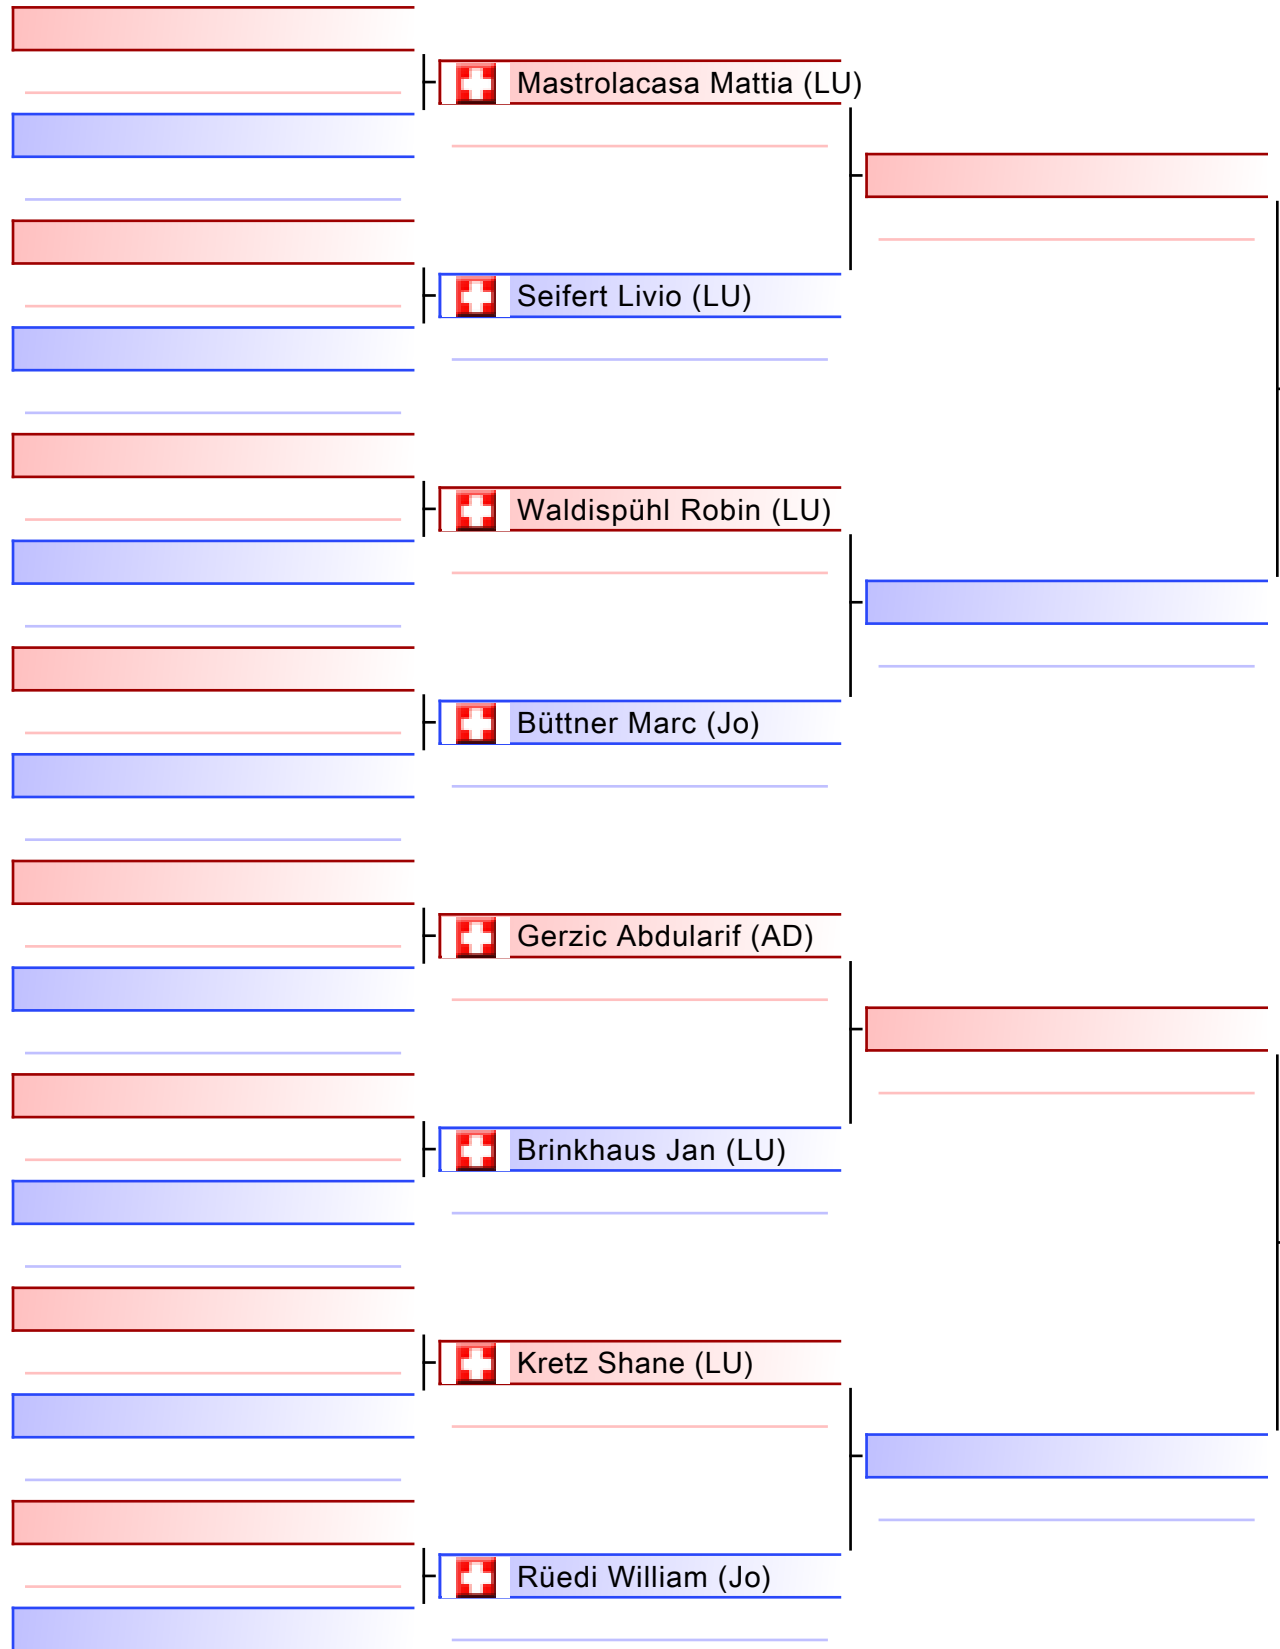 Mastrolacasa Mattia (LU)
Seifert Livio (LU)
Waldispühl Robin (LU)
Büttner Marc (Jo)
Gerzic Abdularif (AD)
Brinkhaus Jan (LU)
Kretz Shane (LU)
Rüedi William (Jo)